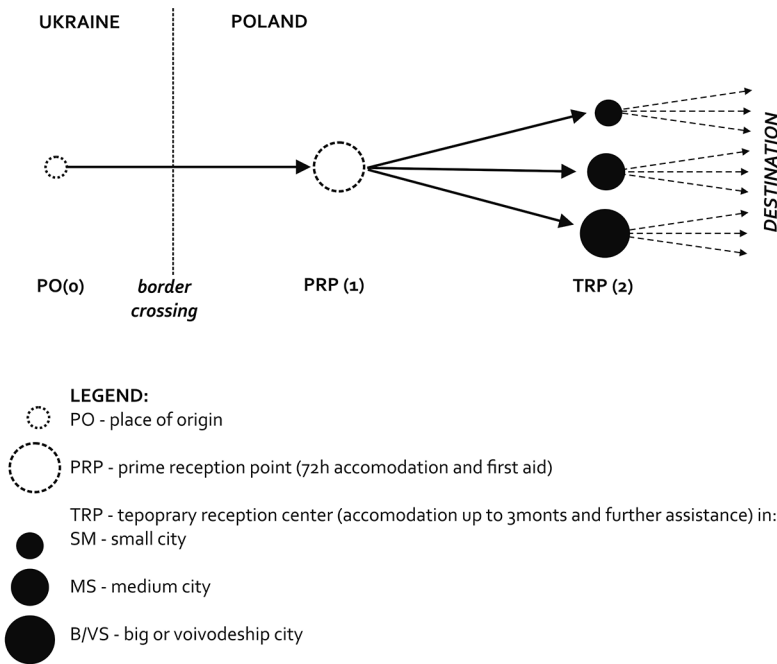 UKRAINE
POLAND
DESTINATION
PO(0)
border
crossing
PRP (1)
TRP (2)
LEGEND:
PO - place of origin
PRP - prime reception point (72h accomodation and first aid)
TRP - tepoprary reception center (accomodation up to 3monts and further assistance) in:
SM - small city
MS - medium city
B/VS - big or voivodeship city